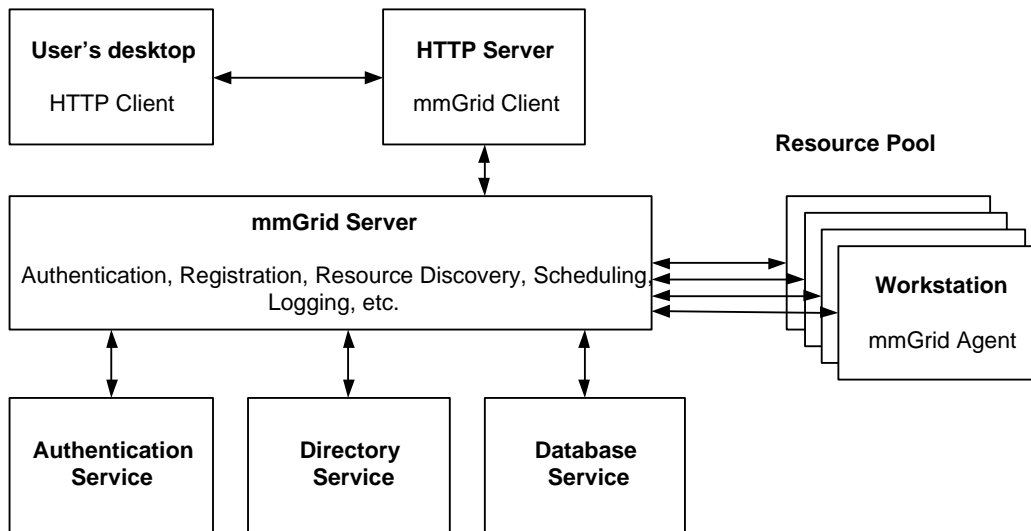 User’s desktop
HTTP Client
HTTP Server
mmGrid Client
Resource Pool
mmGrid Server
Authentication, Registration, Resource Discovery, Scheduling,
Logging, etc.
Workstation
mmGrid Agent
Authentication
Service
Directory
Service
Database
Service